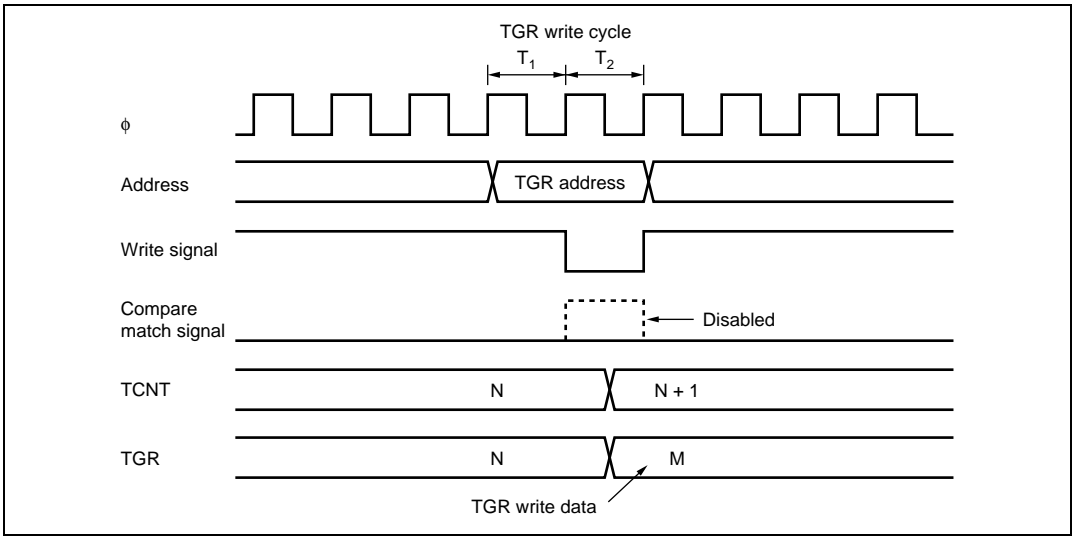 TGR write cycle
T1 T2
ϕ
Address TGR address
Write signal
Compare
match signal Disabled
TCNT N N + 1
TGR N M
TGR write data